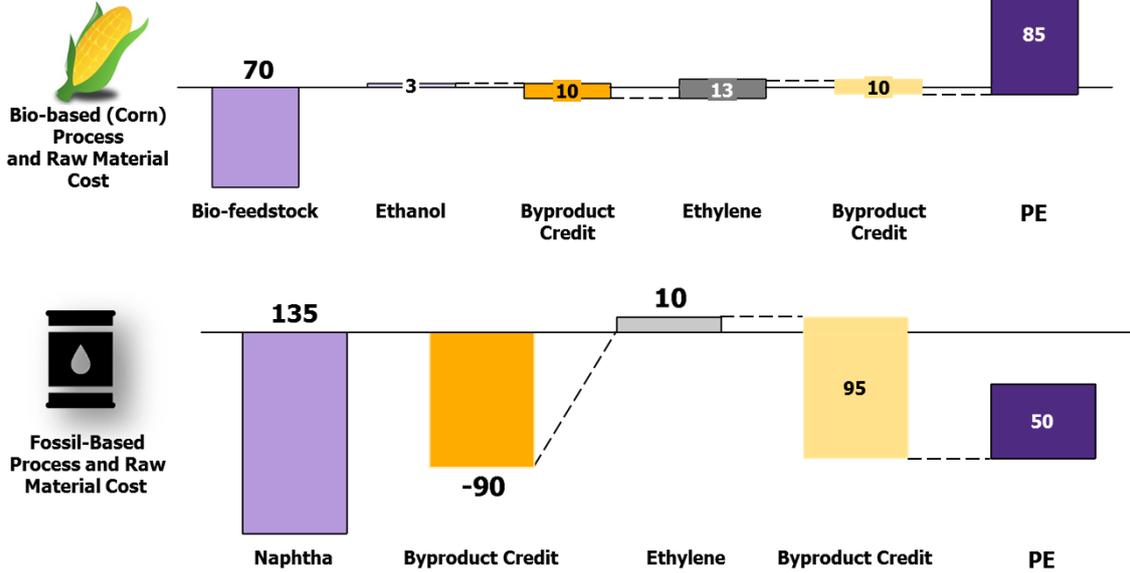 85
70
3
10
13
10
Bio-based (Corn)
Process
and Raw Material
Cost
Bio-feedstock
Ethanol
Byproduct
Credit
Ethylene
Byproduct
Credit
PE
135
10
95
50
-90
Fossil-Based
Process and Raw
Material Cost
Naphtha
Byproduct Credit
Ethylene
Byproduct Credit
PE